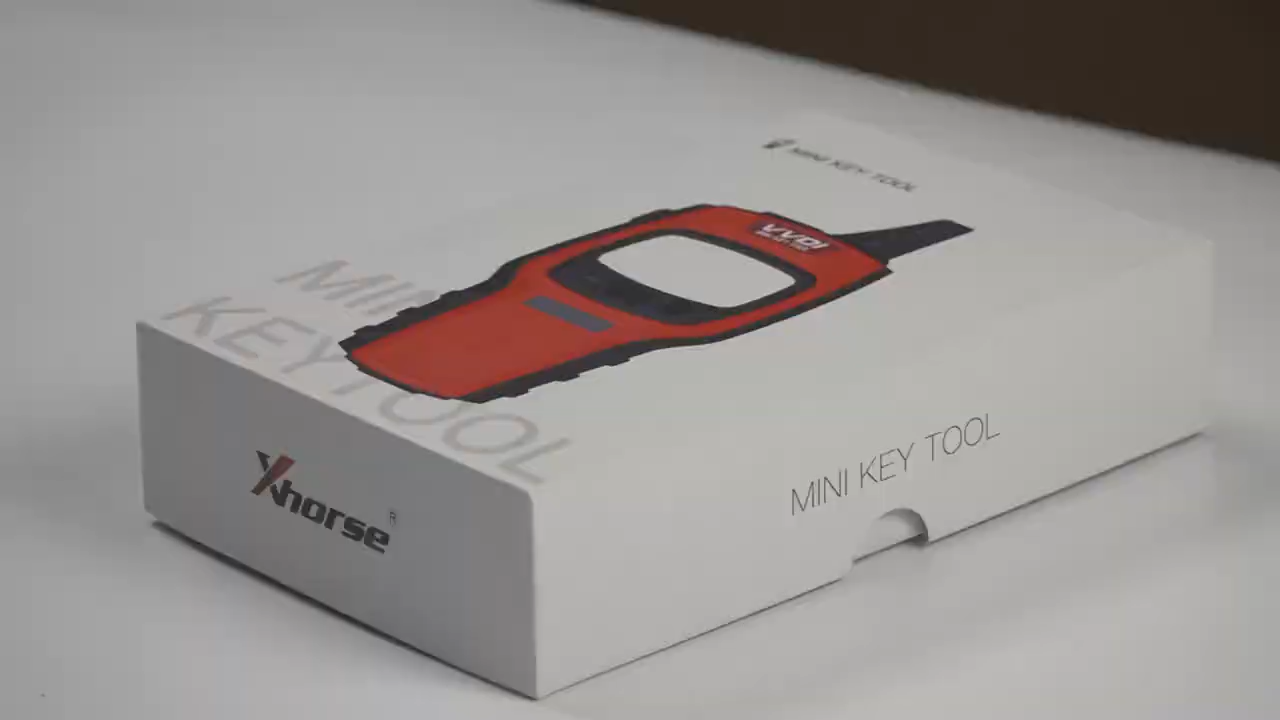 MINI KEY TOOL
VVDI
MINI
KEY TOOL
MINI KEY TOOL
Xhorse®